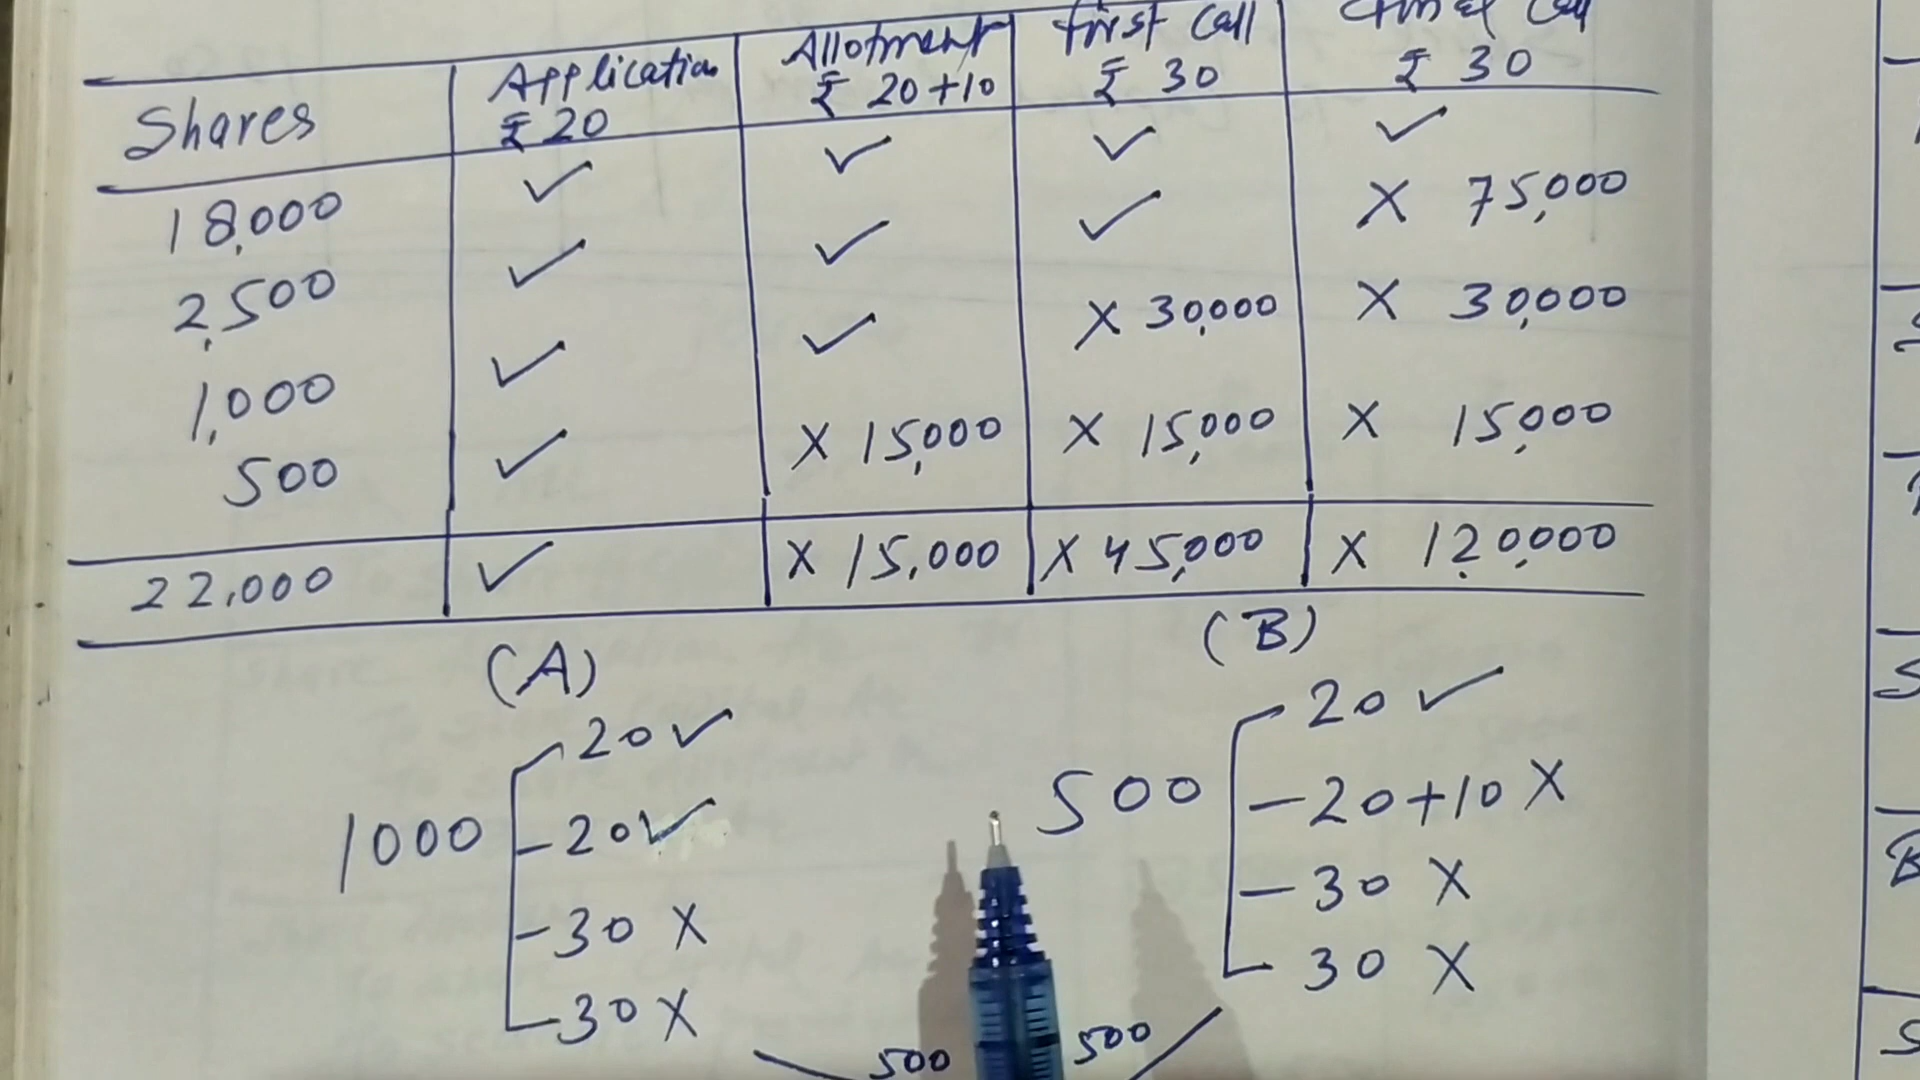 Shares Application ₹ 20 Allotment ₹ 20+10 First Call ₹ 30 Final Call ₹ 30
18,000 ✓ ✓ ✓ ✓
2,500 ✓ ✓ ✓ X 75,000
1,000 ✓ ✓ X 30,000 X 30,000
500 ✓ X 15,000 X 15,000 X 15,000
22,000 ✓ X 15,000 X 45,000 X 120,000
(A) (B)
1000
20 ✓
20 ✓
30 X
30 X
500
20 ✓
20+10 X
30 X
30 X
500 500